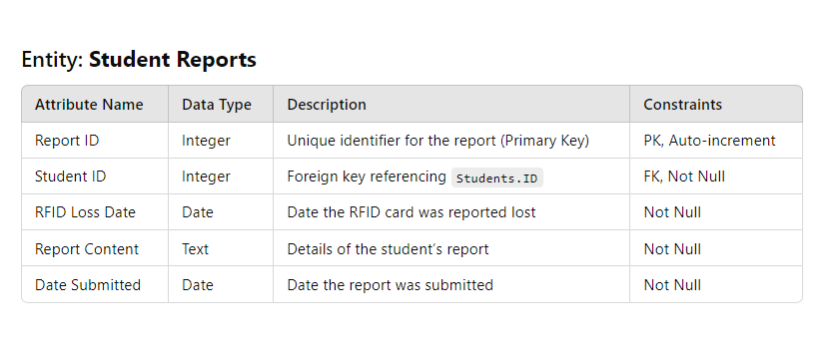 Entity: Student Reports
Attribute Name Data Type Description Constraints
Report ID Integer Unique identifier for the report (Primary Key) PK, Auto-increment
Student ID Integer Foreign key referencing Students.ID FK, Not Null
RFID Loss Date Date Date the RFID card was reported lost Not Null
Report Content Text Details of the student's report Not Null
Date Submitted Date Date the report was submitted Not Null